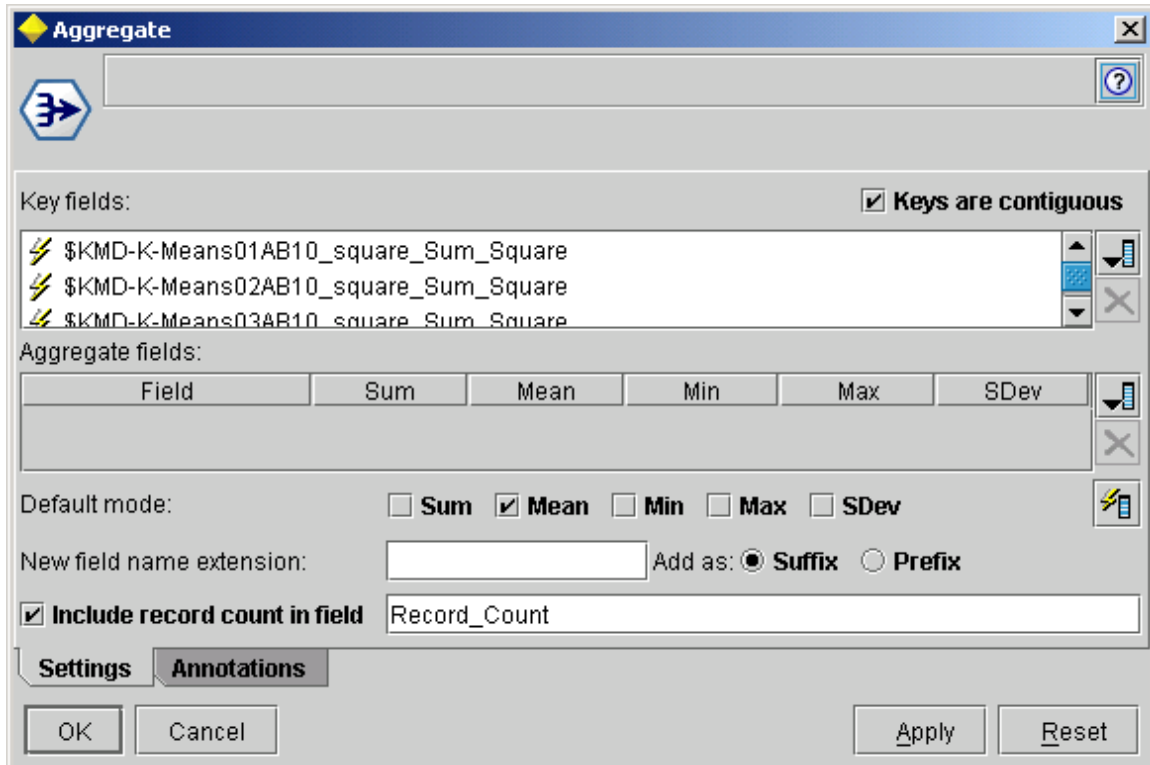 Aggregate
Key fields:
Keys are contiguous
$KMD-K-Means01AB10_square_Sum_Square
$KMD-K-Means02AB10_square_Sum_Square
$KMD-K-Means03AB10_square_Sum_Square
Aggregate fields:
Field Sum Mean Min Max SDev
Default mode: Sum Mean Min Max SDev
New field name extension: Add as: Suffix Prefix
Include record count in field Record_Count
Settings Annotations
OK Cancel Apply Reset